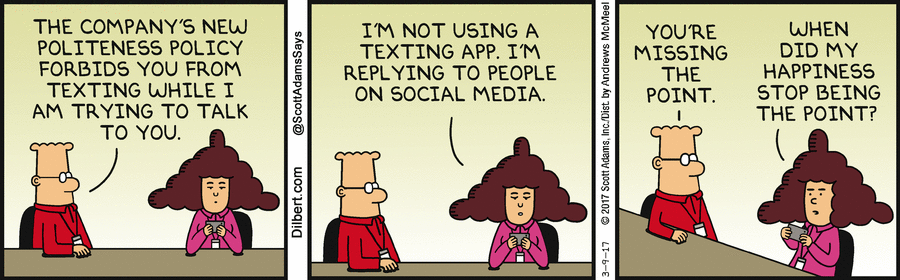 THE COMPANY'S NEW
POLITENESS POLICY
FORBIDS YOU FROM
TEXTING WHILE I
AM TRYING TO TALK
TO YOU.
Dilbert.com @ScottAdamsSays
I'M NOT USING A
TEXTING APP. I'M
REPLYING TO PEOPLE
ON SOCIAL MEDIA.
3-9-17 © 2017 Scott Adams, Inc./Dist. by Andrews McMeel
YOU'RE
MISSING
THE
POINT.
WHEN
DID MY
HAPPINESS
STOP BEING
THE POINT?